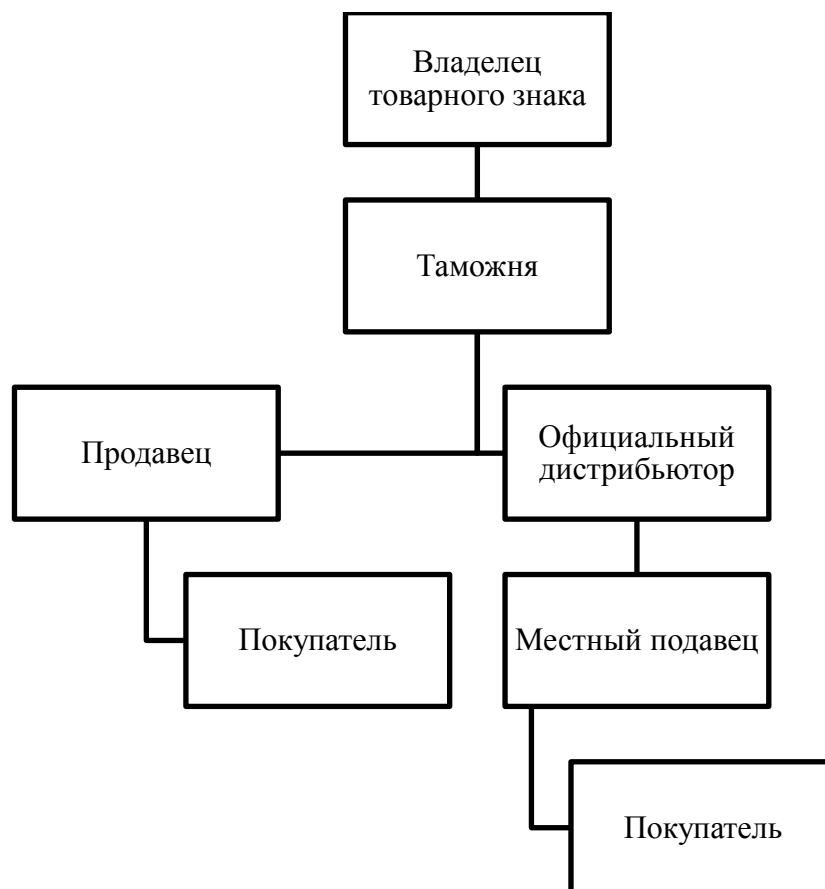 Владелец
товарного знака
Таможня
Продавец
Официальный
дистрибьютор
Покупатель
Местный подавец
Покупатель